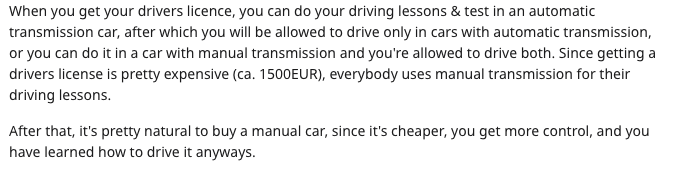 When you get your drivers licence, you can do your driving lessons & test in an automatic
transmission car, after which you will be allowed to drive only in cars with automatic transmission,
or you can do it in a car with manual transmission and you're allowed to drive both. Since getting a
drivers license is pretty expensive (ca. 1500EUR), everybody uses manual transmission for their
driving lessons.
After that, it's pretty natural to buy a manual car, since it's cheaper, you get more control, and you
have learned how to drive it anyways.